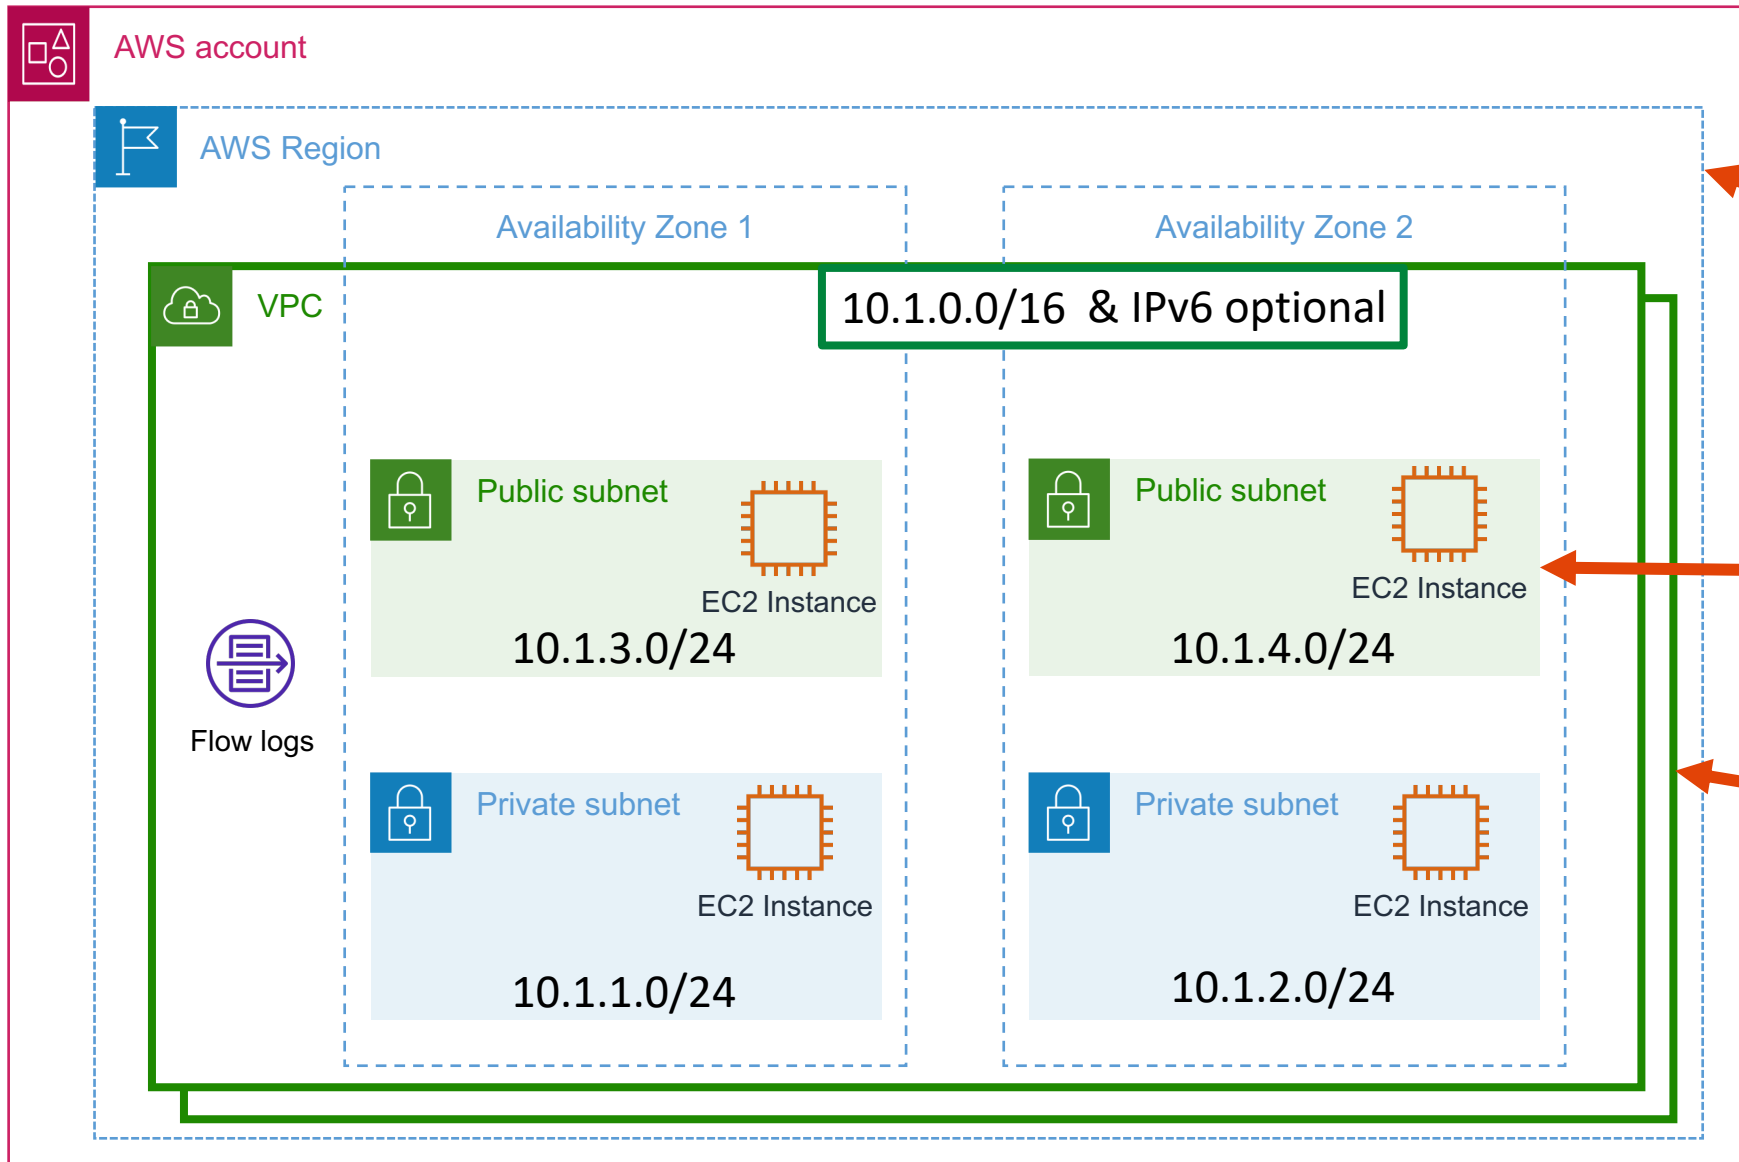 AWS account
AWS Region
Availability Zone 1
Availability Zone 2
VPC
10.1.0.0/16 & IPv6 optional
Public subnet
EC2 Instance
10.1.3.0/24
Public subnet
EC2 Instance
10.1.4.0/24
Flow logs
Private subnet
EC2 Instance
10.1.1.0/24
Private subnet
EC2 Instance
10.1.2.0/24